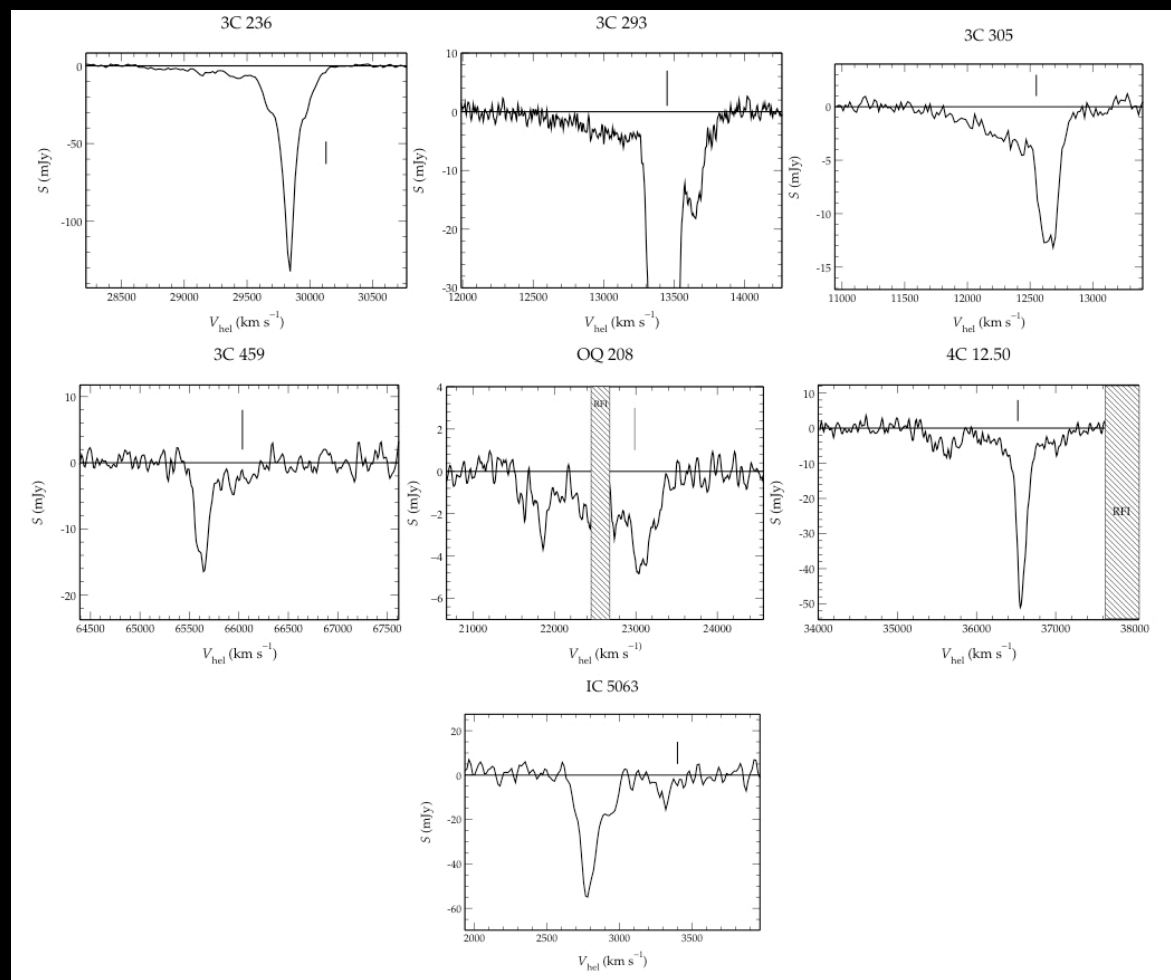 3C 236
3C 293
3C 305
0
-50
-100
S (mJy)
28500 29000 29500 30000 30500
V_hel (km s⁻¹)
10
0
-10
-20
-30
S (mJy)
12000 12500 13000 13500 14000
V_hel (km s⁻¹)
0
-5
-10
-15
S (mJy)
11000 11500 12000 12500 13000
V_hel (km s⁻¹)
3C 459
OQ 208
4C 12.50
10
0
-10
-20
S (mJy)
64500 65000 65500 66000 66500 67000 67500
V_hel (km s⁻¹)
4
2
0
-2
-4
-6
S (mJy)
RFI
21000 22000 23000 24000
V_hel (km s⁻¹)
10
0
-10
-20
-30
-40
-50
S (mJy)
RFI
34000 35000 36000 37000 38000
V_hel (km s⁻¹)
IC 5063
20
0
-20
-40
-60
S (mJy)
2000 2500 3000 3500
V_hel (km s⁻¹)